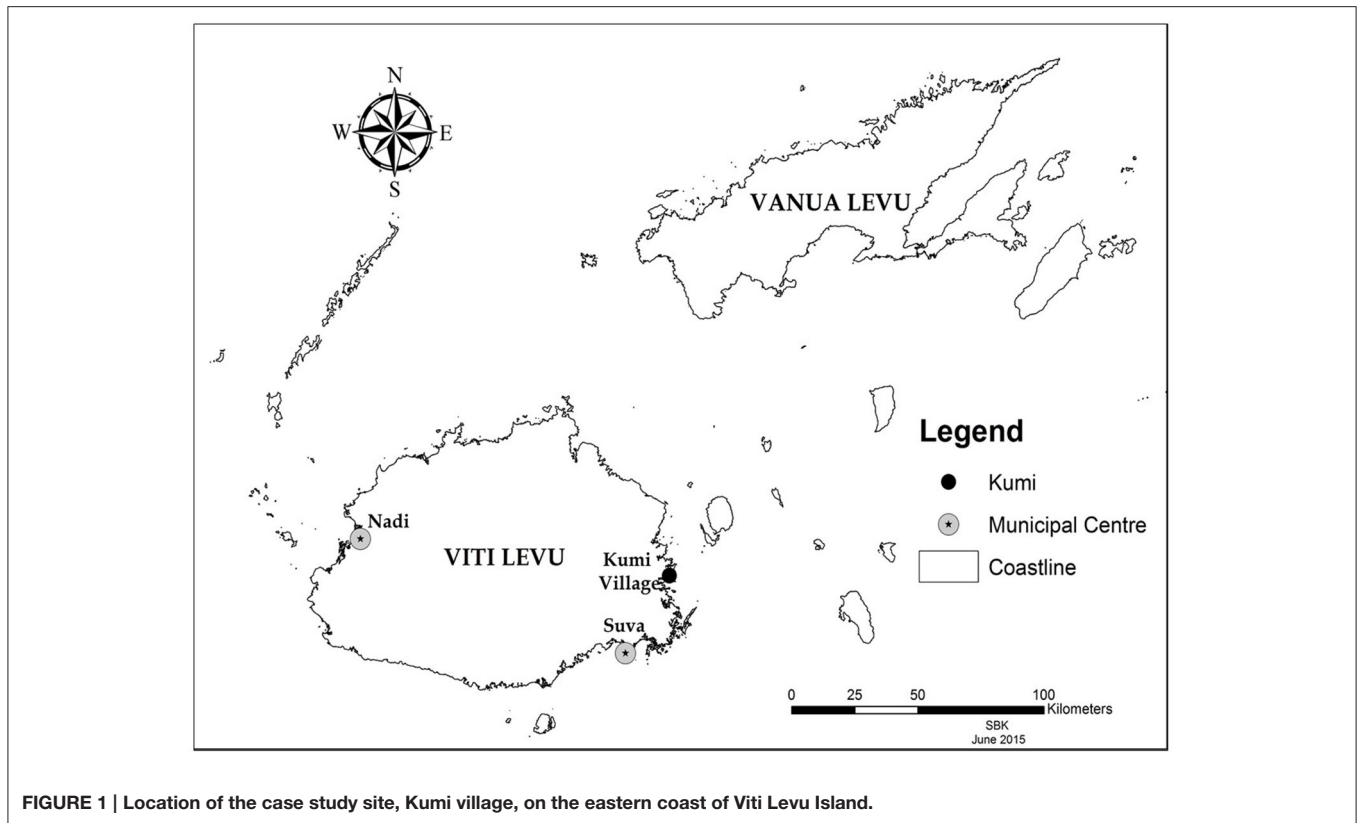 N
W
E
S
VANUA LEVU
Legend
Kumi
Municipal Centre
Coastline
Nadi
VITI LEVU
Kumi
Village
Suva
0 25 50 100
Kilometers
SBK
June 2015
FIGURE 1 | Location of the case study site, Kumi village, on the eastern coast of Viti Levu Island.